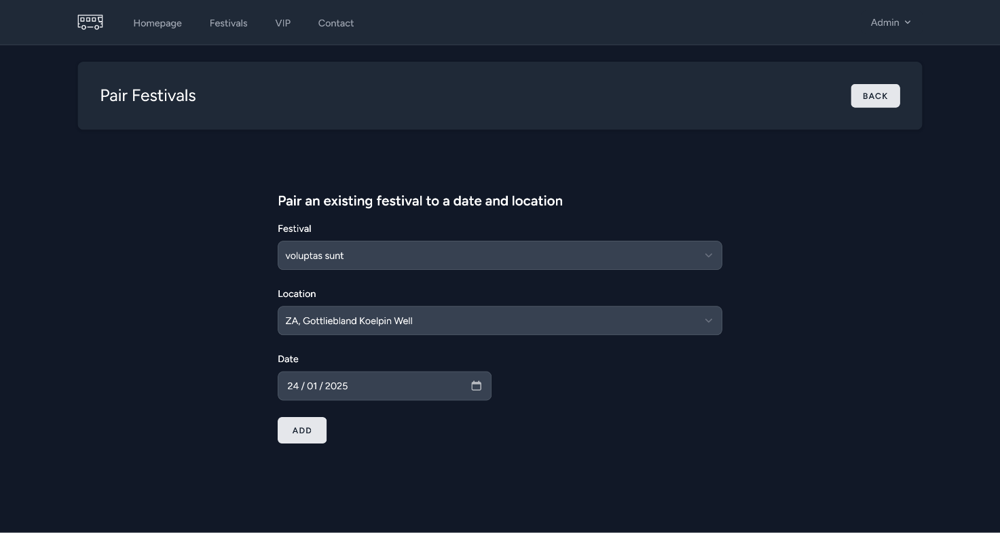 Homepage Festivals VIP Contact Admin
Pair Festivals BACK
Pair an existing festival to a date and location
Festival
voluptas sunt
Location
ZA, Gottliebland Koelpin Well
Date
24 / 01 / 2025
ADD